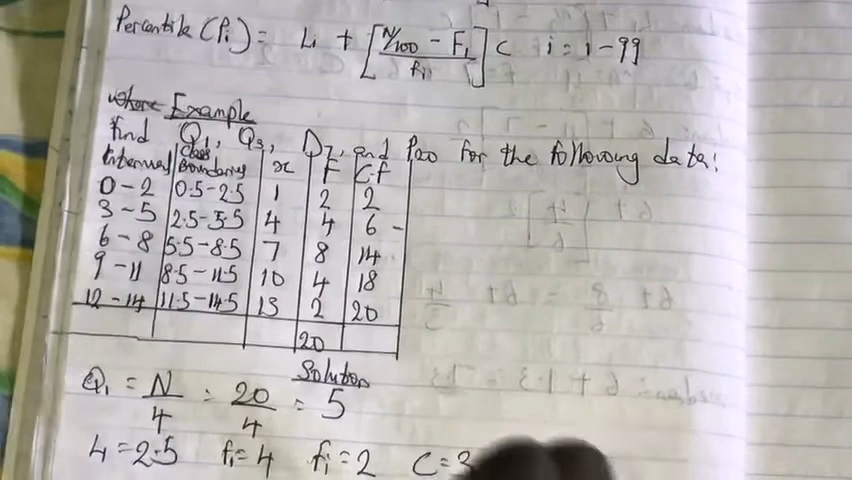 Percentile (Pi) = L1 + [N/100 - F1 / fi] C i = 1 - 99
where Example
find Q1, Q3, D7, and P20 for the following data:
Interval Class Boundaries x F C.f
0 - 2 0.5 - 2.5 1 2 2
3 - 5 2.5 - 5.5 4 4 6
6 - 8 5.5 - 8.5 7 8 14
9 - 11 8.5 - 11.5 10 4 18
12 - 14 11.5 - 14.5 13 2 20
20
Solution
Q1 = N/4 = 20/4 = 5
L1 = 2.5 f1 = 4 fi = 2 C = 3